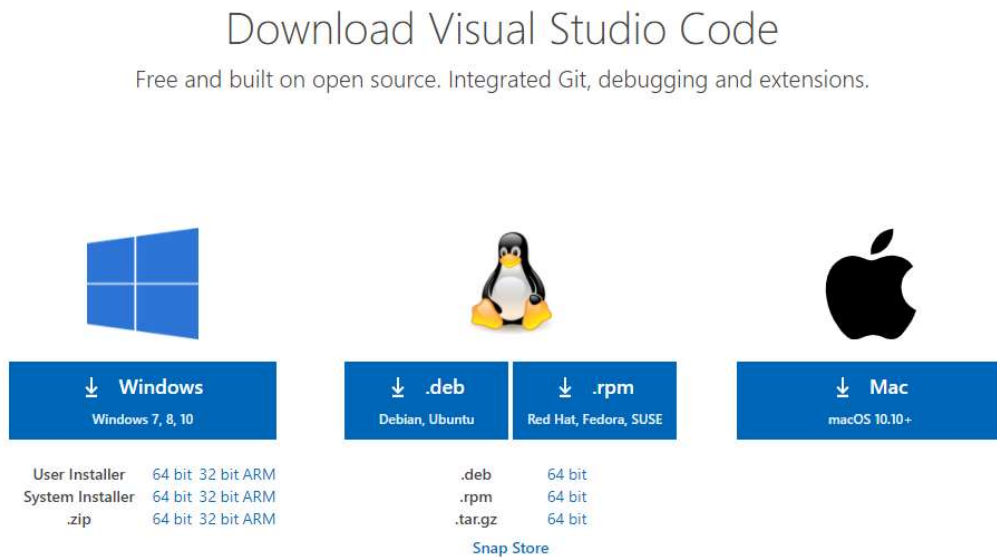 Download Visual Studio Code
Free and built on open source. Integrated Git, debugging and extensions.
Windows
Windows 7, 8, 10
.deb
Debian, Ubuntu
.rpm
Red Hat, Fedora, SUSE
Mac
macOS 10.10+
User Installer 64 bit 32 bit ARM
System Installer 64 bit 32 bit ARM
.zip 64 bit 32 bit ARM
.deb 64 bit
.rpm 64 bit
.tar.gz 64 bit
Snap Store